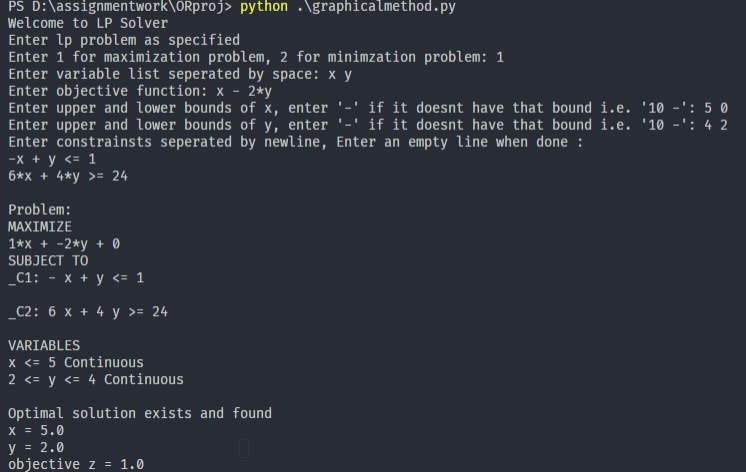 PS D:\assignmentwork\ORproj> python .\graphicalmethod.py
Welcome to LP Solver
Enter lp problem as specified
Enter 1 for maximization problem, 2 for minimzation problem: 1
Enter variable list seperated by space: x y
Enter objective function: x - 2*y
Enter upper and lower bounds of x, enter '-' if it doesnt have that bound i.e. '10 -': 5 0
Enter upper and lower bounds of y, enter '-' if it doesnt have that bound i.e. '10 -': 4 2
Enter constrainsts seperated by newline, Enter an empty line when done :
-x + y <= 1
6*x + 4*y >= 24
Problem:
MAXIMIZE
1*x + -2*y + 0
SUBJECT TO
_C1: - x + y <= 1
_C2: 6 x + 4 y >= 24
VARIABLES
x <= 5 Continuous
2 <= y <= 4 Continuous
Optimal solution exists and found
x = 5.0
y = 2.0
objective z = 1.0